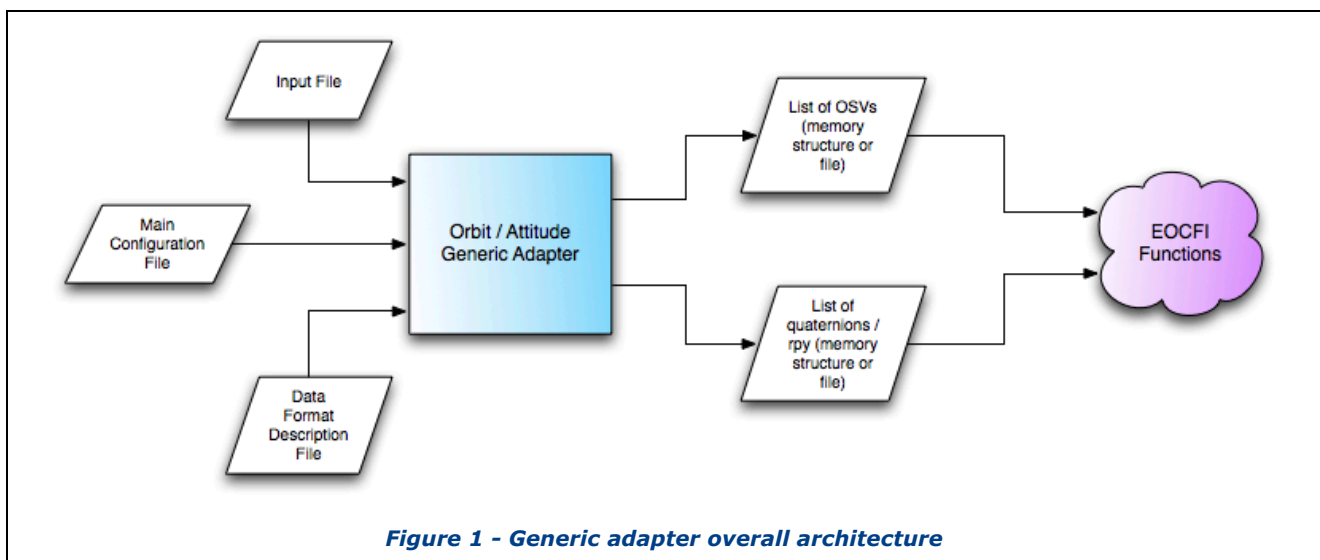 Input File
Main
Configuration
File
Data
Format
Description
File
Orbit / Attitude
Generic Adapter
List of OSVs
(memory
structure or
file)
List of
quaternions /
rpy (memory
structure or
file)
EOCFI
Functions
Figure 1 - Generic adapter overall architecture